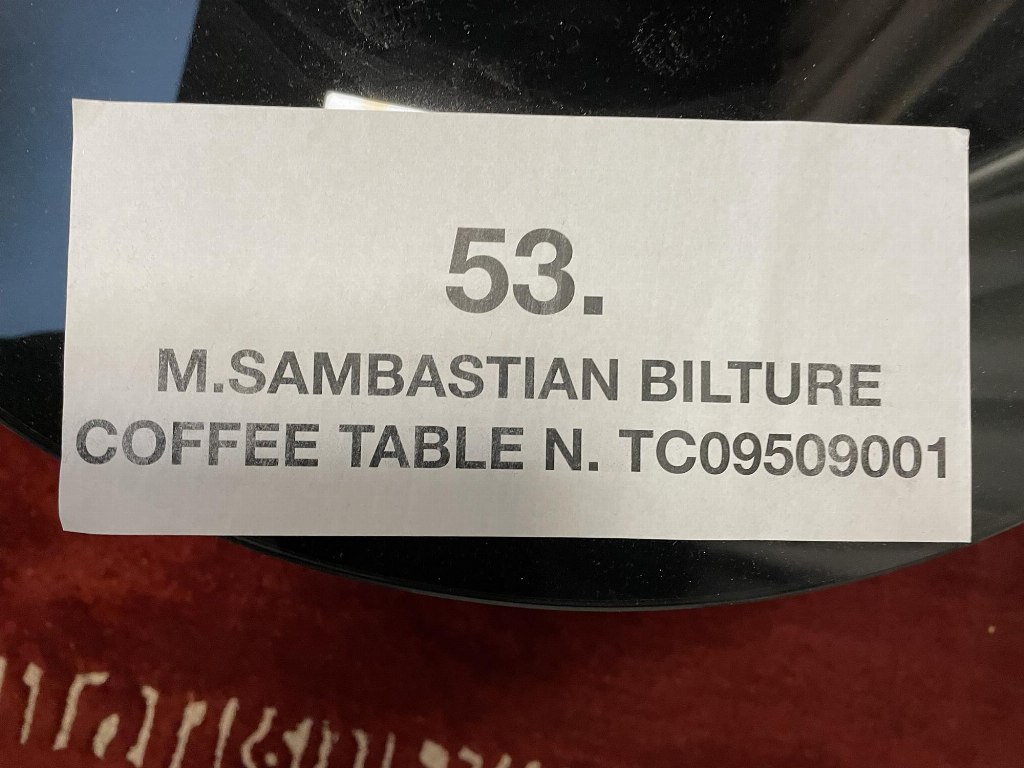 53.
M.SAMBASTIAN BILTURE
COFFEE TABLE N. TC09509001